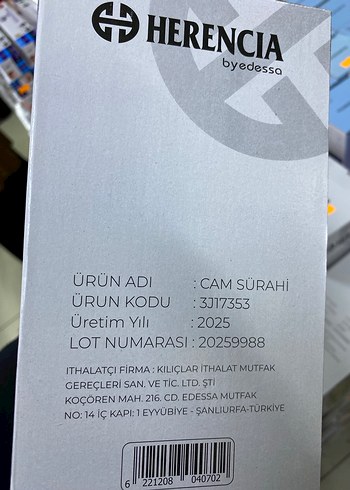 HERENCIA
byedessa
ÜRÜN ADI : CAM SÜRAHİ
ÜRUN KODU : 3J17353
Üretim Yılı : 2025
LOT NUMARASI : 20259988
ITHALATÇI FİRMA : KILIÇLAR İTHALAT MUTFAK
GEREÇLERİ SAN. VE TİC. LTD. ŞTİ
KOÇÖREN MAH. 216. CD. EDESSA MUTFAK
NO: 14 İÇ KAPI: 1 EYYÜBİYE - ŞANLIURFA-TÜRKİYE
6 221208 040702